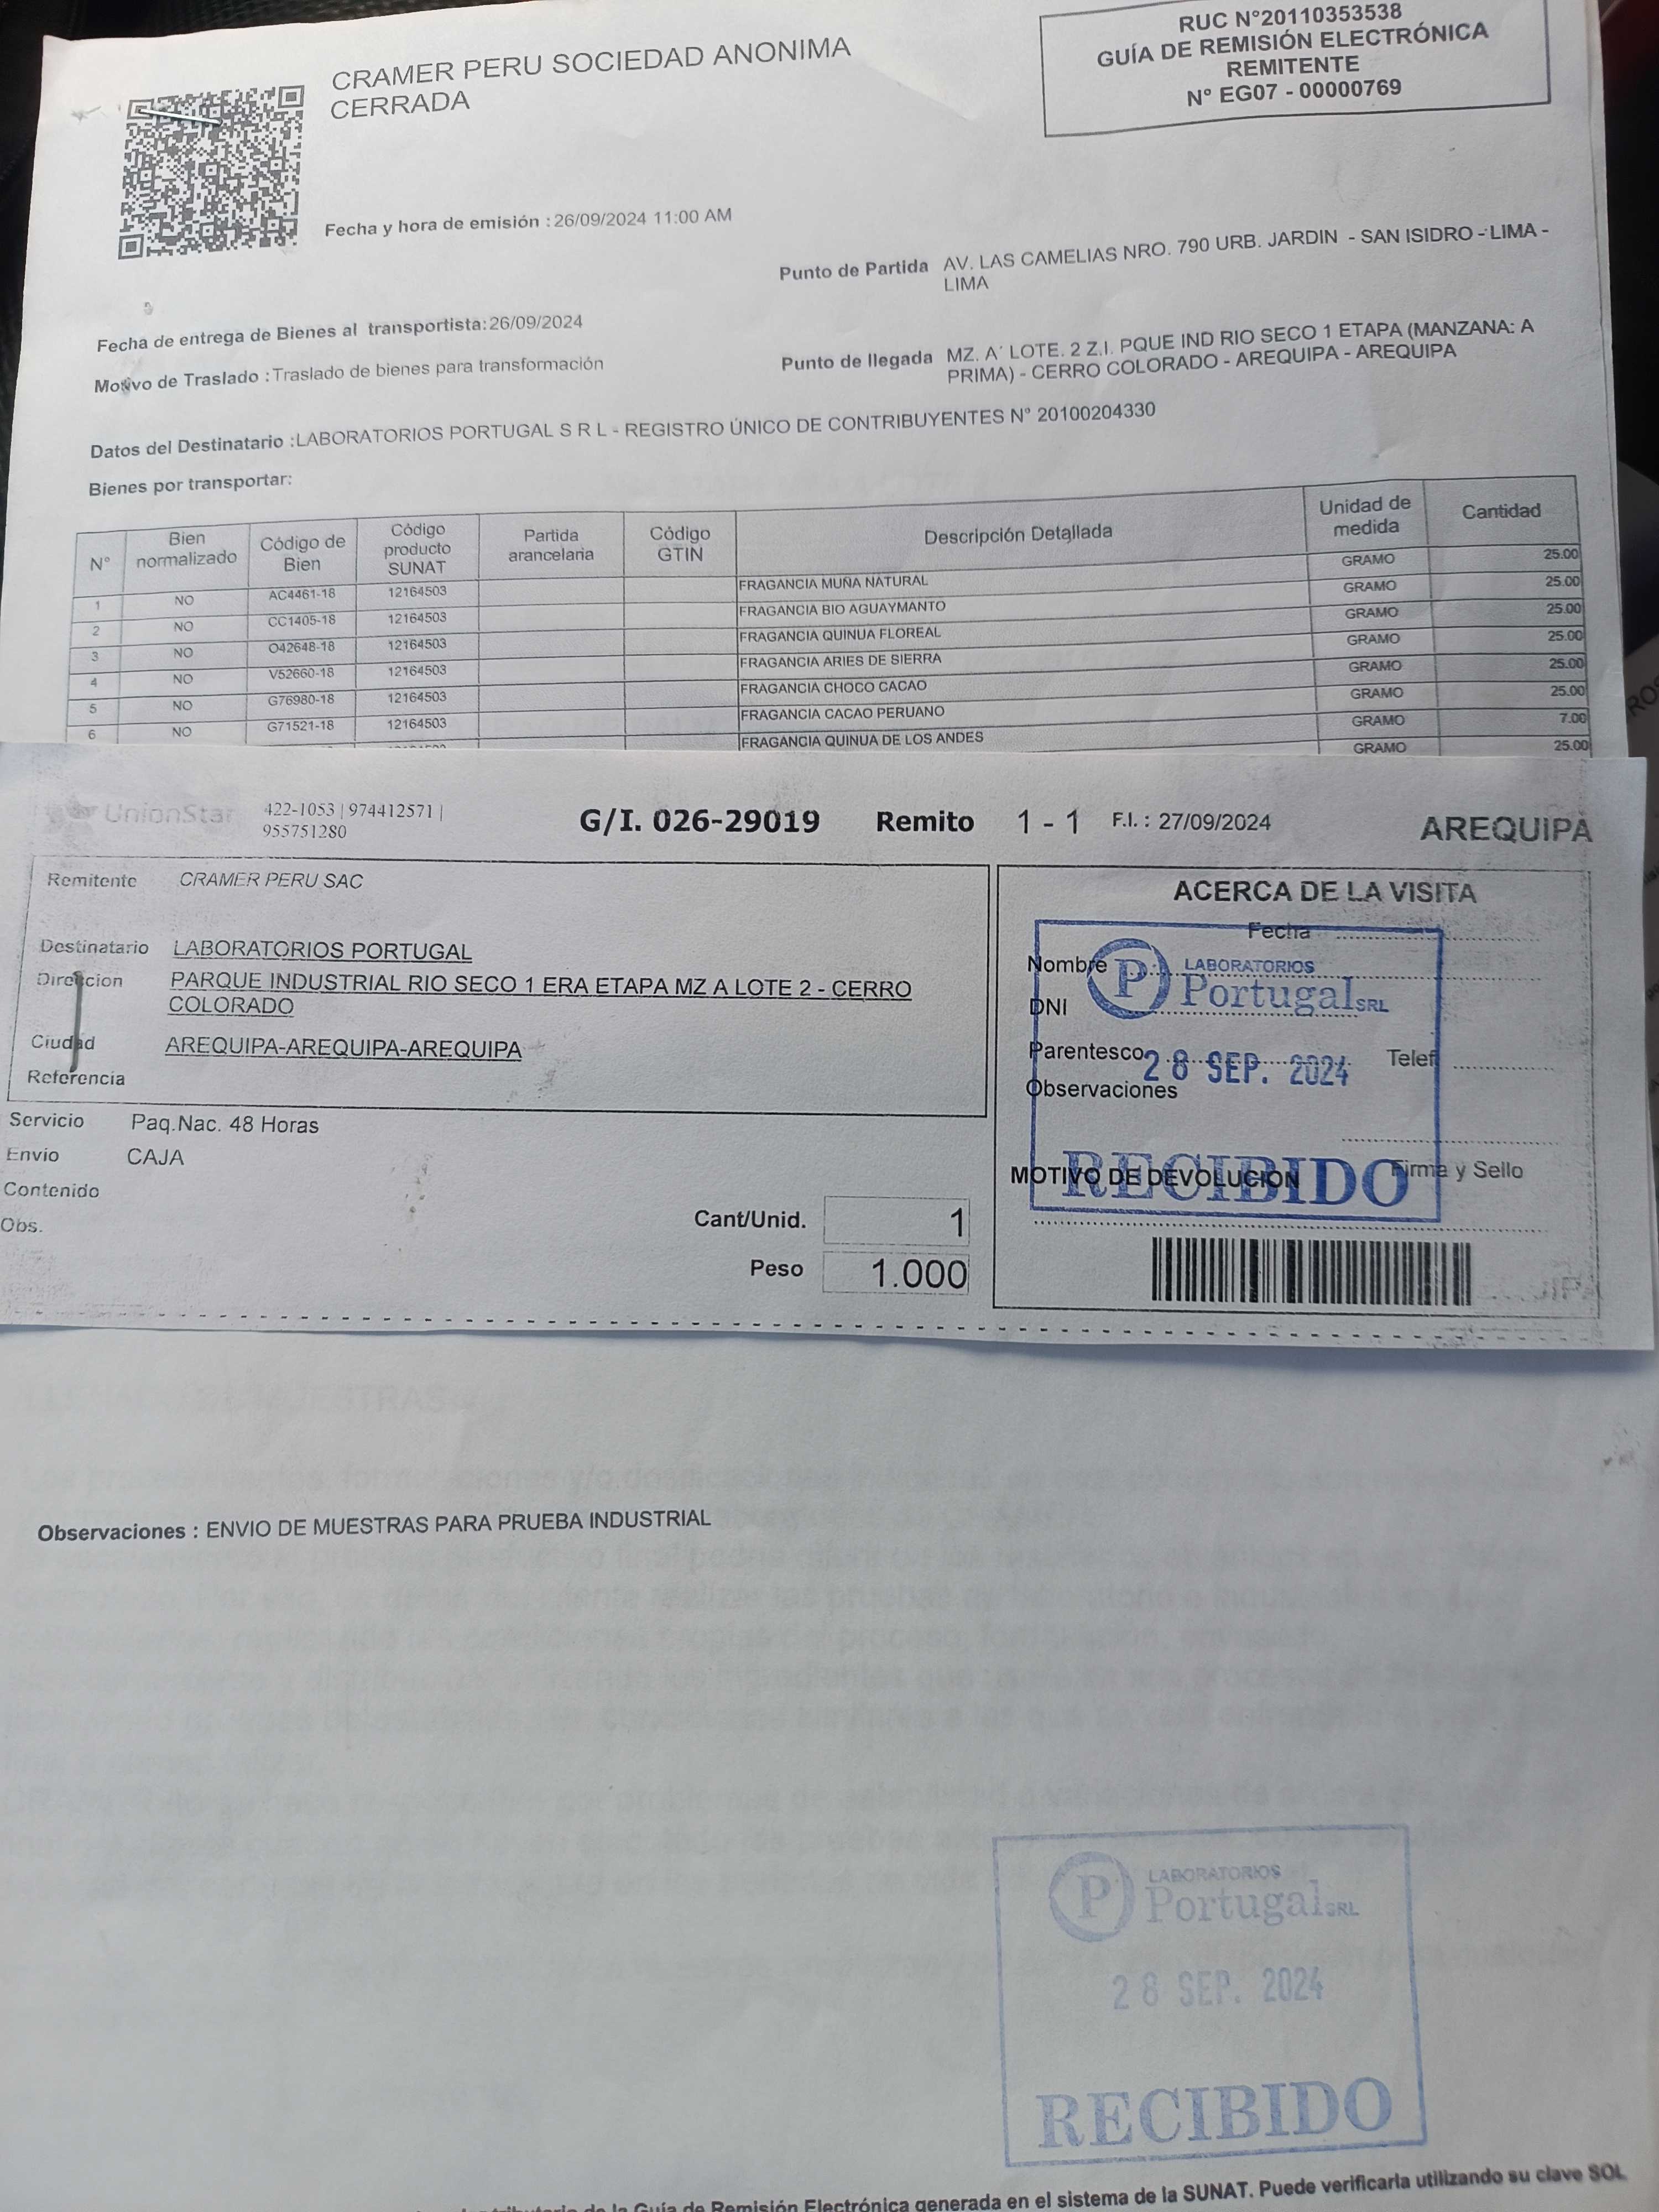 CRAMER PERU SOCIEDAD ANONIMA
CERRADA
RUC N°20110353538
GUÍA DE REMISIÓN ELECTRÓNICA
REMITENTE
N° EG07 - 00000769
Fecha y hora de emisión : 26/09/2024 11:00 AM
Punto de Partida AV. LAS CAMELIAS NRO. 790 URB. JARDIN - SAN ISIDRO - LIMA -
LIMA
Fecha de entrega de Bienes al transportista: 26/09/2024
Motivo de Traslado : Traslado de bienes para transformación
Punto de llegada MZ. A' LOTE. 2 Z.I. PQUE IND RIO SECO 1 ETAPA (MANZANA: A
PRIMA) - CERRO COLORADO - AREQUIPA - AREQUIPA
Datos del Destinatario : LABORATORIOS PORTUGAL S R L - REGISTRO ÚNICO DE CONTRIBUYENTES N° 20100204330
Bienes por transportar:
N° Bien normalizado Código de Bien Código producto SUNAT Partida arancelaria Código GTIN Descripción Detallada Unidad de medida Cantidad
1 NO AC4461-18 12164503 FRAGANCIA MUÑA NATURAL GRAMO 25.00
2 NO CC1405-18 12164503 FRAGANCIA BIO AGUAYMANTO GRAMO 25.00
3 NO O42648-18 12164503 FRAGANCIA QUINUA FLOREAL GRAMO 25.00
4 NO V52660-18 12164503 FRAGANCIA ARIES DE SIERRA GRAMO 25.00
5 NO G76980-18 12164503 FRAGANCIA CHOCO CACAO GRAMO 25.00
6 NO G71521-18 12164503 FRAGANCIA CACAO PERUANO GRAMO 25.00
FRAGANCIA QUINUA DE LOS ANDES GRAMO 7.00
GRAMO 25.00
UnionStar
422-1053 | 974412571 |
955751280
G/I. 026-29019 Remito 1 - 1 F.I. : 27/09/2024 AREQUIPA
Remitente CRAMER PERU SAC
Destinatario LABORATORIOS PORTUGAL
Direccion PARQUE INDUSTRIAL RIO SECO 1 ERA ETAPA MZ A LOTE 2 - CERRO
COLORADO
Ciudad AREQUIPA-AREQUIPA-AREQUIPA
Referencia
Servicio Paq.Nac. 48 Horas
Envio CAJA
Contenido
Obs.
Cant/Unid. 1
Peso 1.000
ACERCA DE LA VISITA
Fecha
Nombre
DNI
Parentesco
Telef
Observaciones
Firma y Sello
MOTIVO DE DEVOLUCION
P LABORATORIOS
Portugal SRL
28 SEP. 2024
RECIBIDO
Observaciones : ENVIO DE MUESTRAS PARA PRUEBA INDUSTRIAL
P LABORATORIOS
Portugal SRL
28 SEP. 2024
RECIBIDO
de la Guía de Remisión Electrónica generada en el sistema de la SUNAT. Puede verificarla utilizando su clave SOL